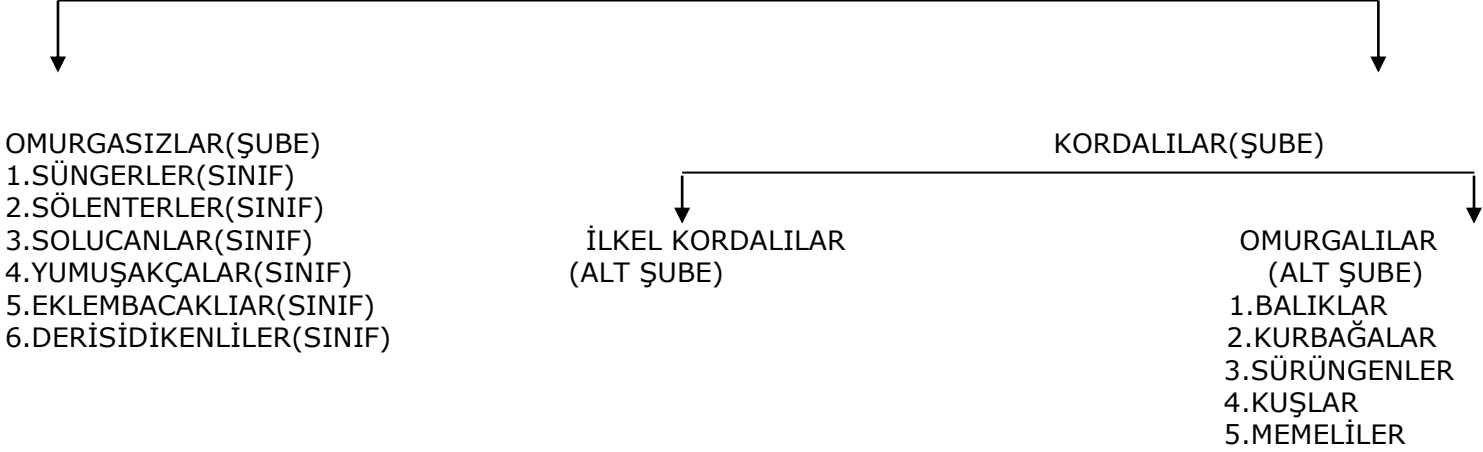 OMURGASIZLAR(ŞUBE) KORDALILAR(ŞUBE)
1.SÜNGERLER(SINIF)
2.SÖLENTERLER(SINIF)
3.SOLUCANLAR(SINIF) İLKEL KORDALILAR OMURGALILAR
4.YUMUŞAKÇALAR(SINIF) (ALT ŞUBE) (ALT ŞUBE)
5.EKLEMBACAKLIAR(SINIF) 1.BALIKLAR
6.DERİSİDİKENLİLER(SINIF) 2.KURBAĞALAR
3.SÜRÜNGENLER
4.KUŞLAR
5.MEMELİLER